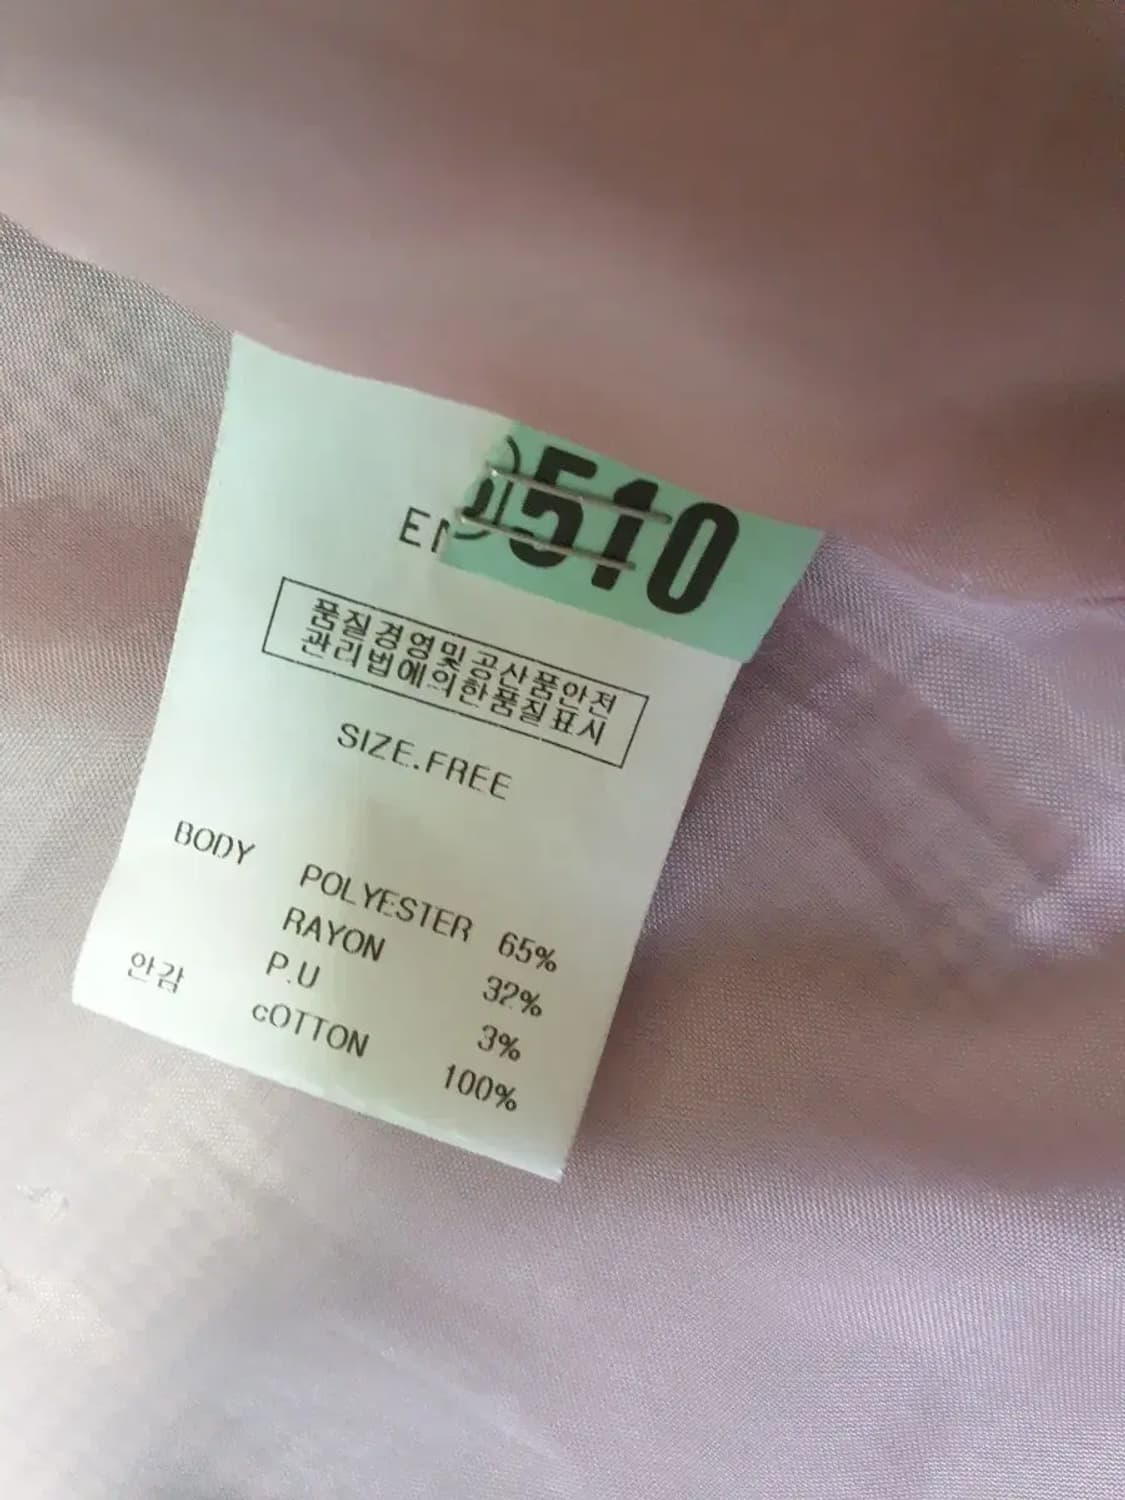 510
품질경영및공산품안전
관리법에의한품질표시
SIZE.FREE
BODY POLYESTER 65%
RAYON 32%
P.U 3%
안감 cOTTON 100%